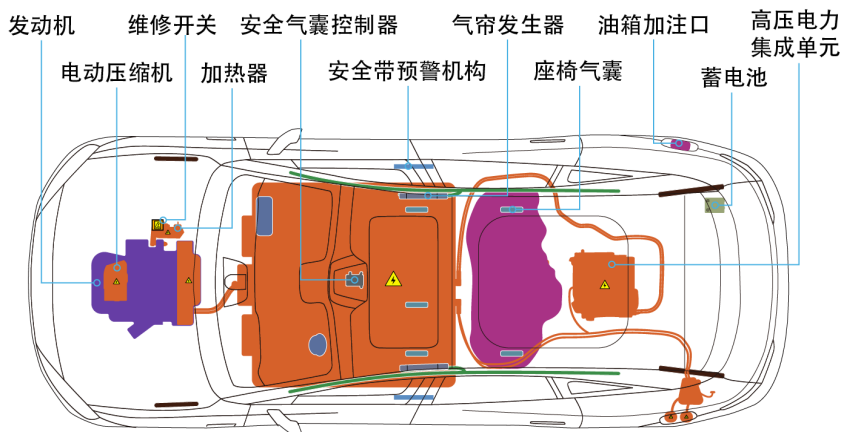 发动机
维修开关
安全气囊控制器
气帘发生器
油箱加注口
高压电力
集成单元
电动压缩机
加热器
安全带预警机构
座椅气囊
蓄电池